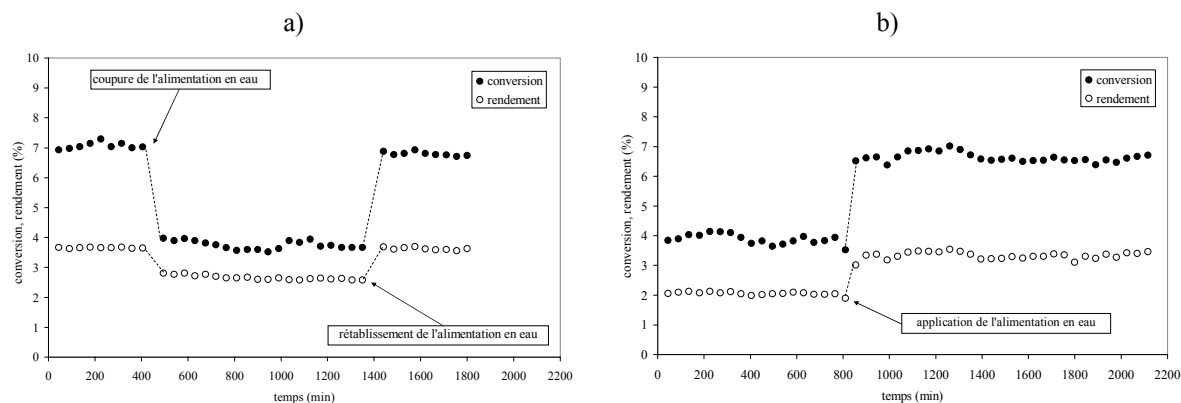 a)
10
9
8
7
6
5
4
3
2
1
0
conversion, rendement (%)
coupure de l'alimentation en eau
conversion
rendement
rétablissement de l'alimentation en eau
0 200 400 600 800 1000 1200 1400 1600 1800 2000 2200
temps (min)
b)
10
9
8
7
6
5
4
3
2
1
0
conversion, rendement (%)
conversion
rendement
application de l'alimentation en eau
0 200 400 600 800 1000 1200 1400 1600 1800 2000 2200
temps (min)